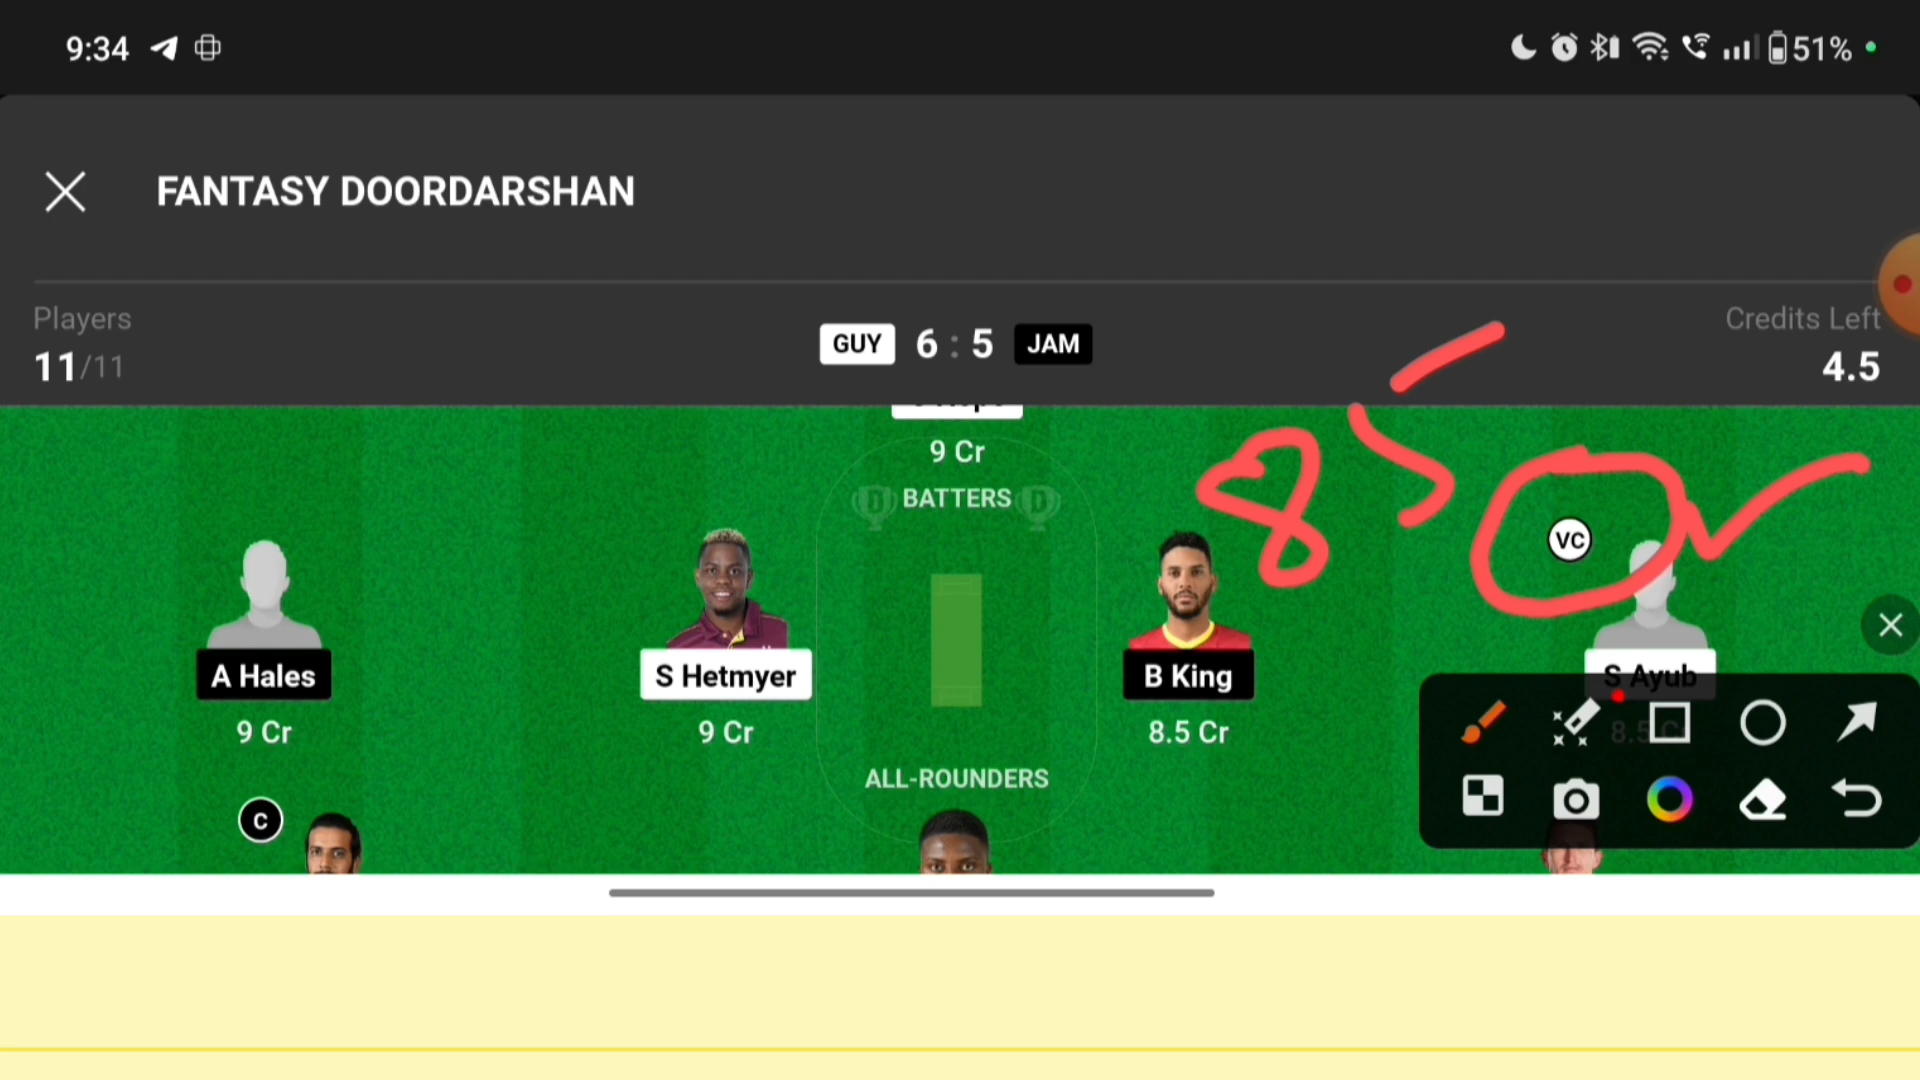 9:34
51%
FANTASY DOORDARSHAN
Players
11/11
GUY 6 : 5 JAM
Credits Left
4.5
9 Cr
BATTERS
85
VC
A Hales
S Hetmyer
B King
S Ayub
9 Cr
9 Cr
8.5 Cr
ALL-ROUNDERS
C